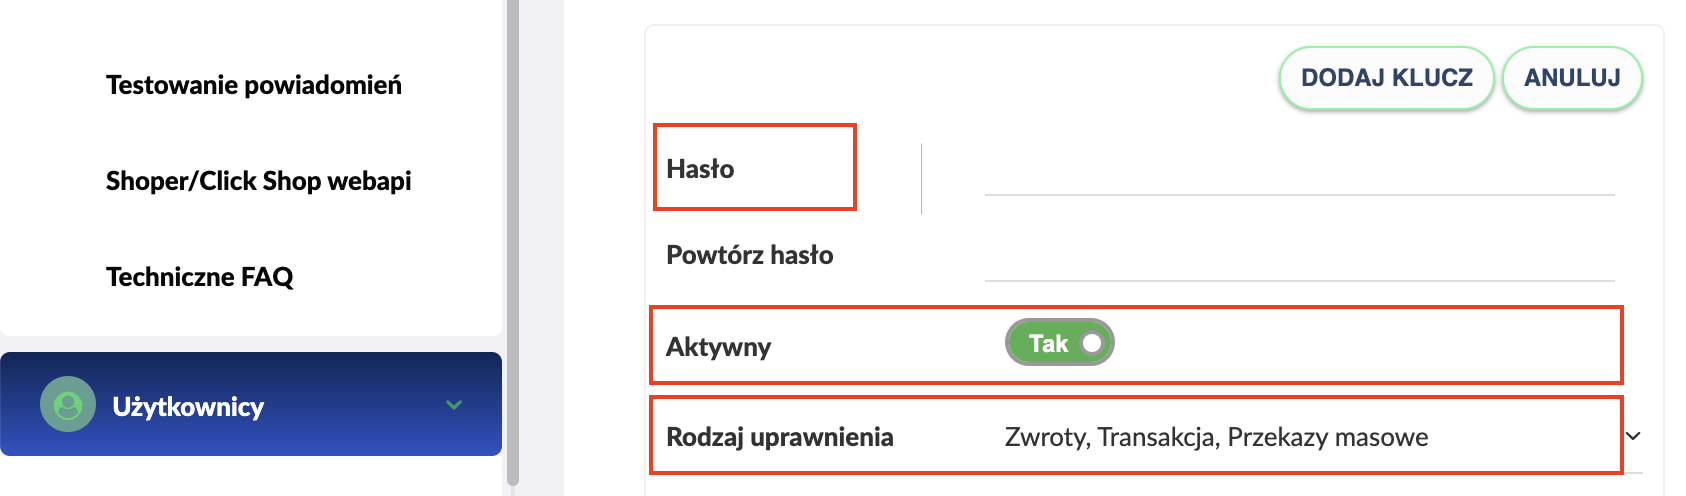 Testowanie powiadomień
Shoper/Click Shop webapi
Techniczne FAQ
Użytkownicy
DODAJ KLUCZ
ANULUJ
Hasło
Powtórz hasło
Aktywny
Tak
Rodzaj uprawnienia
Zwroty, Transakcja, Przekazy masowe